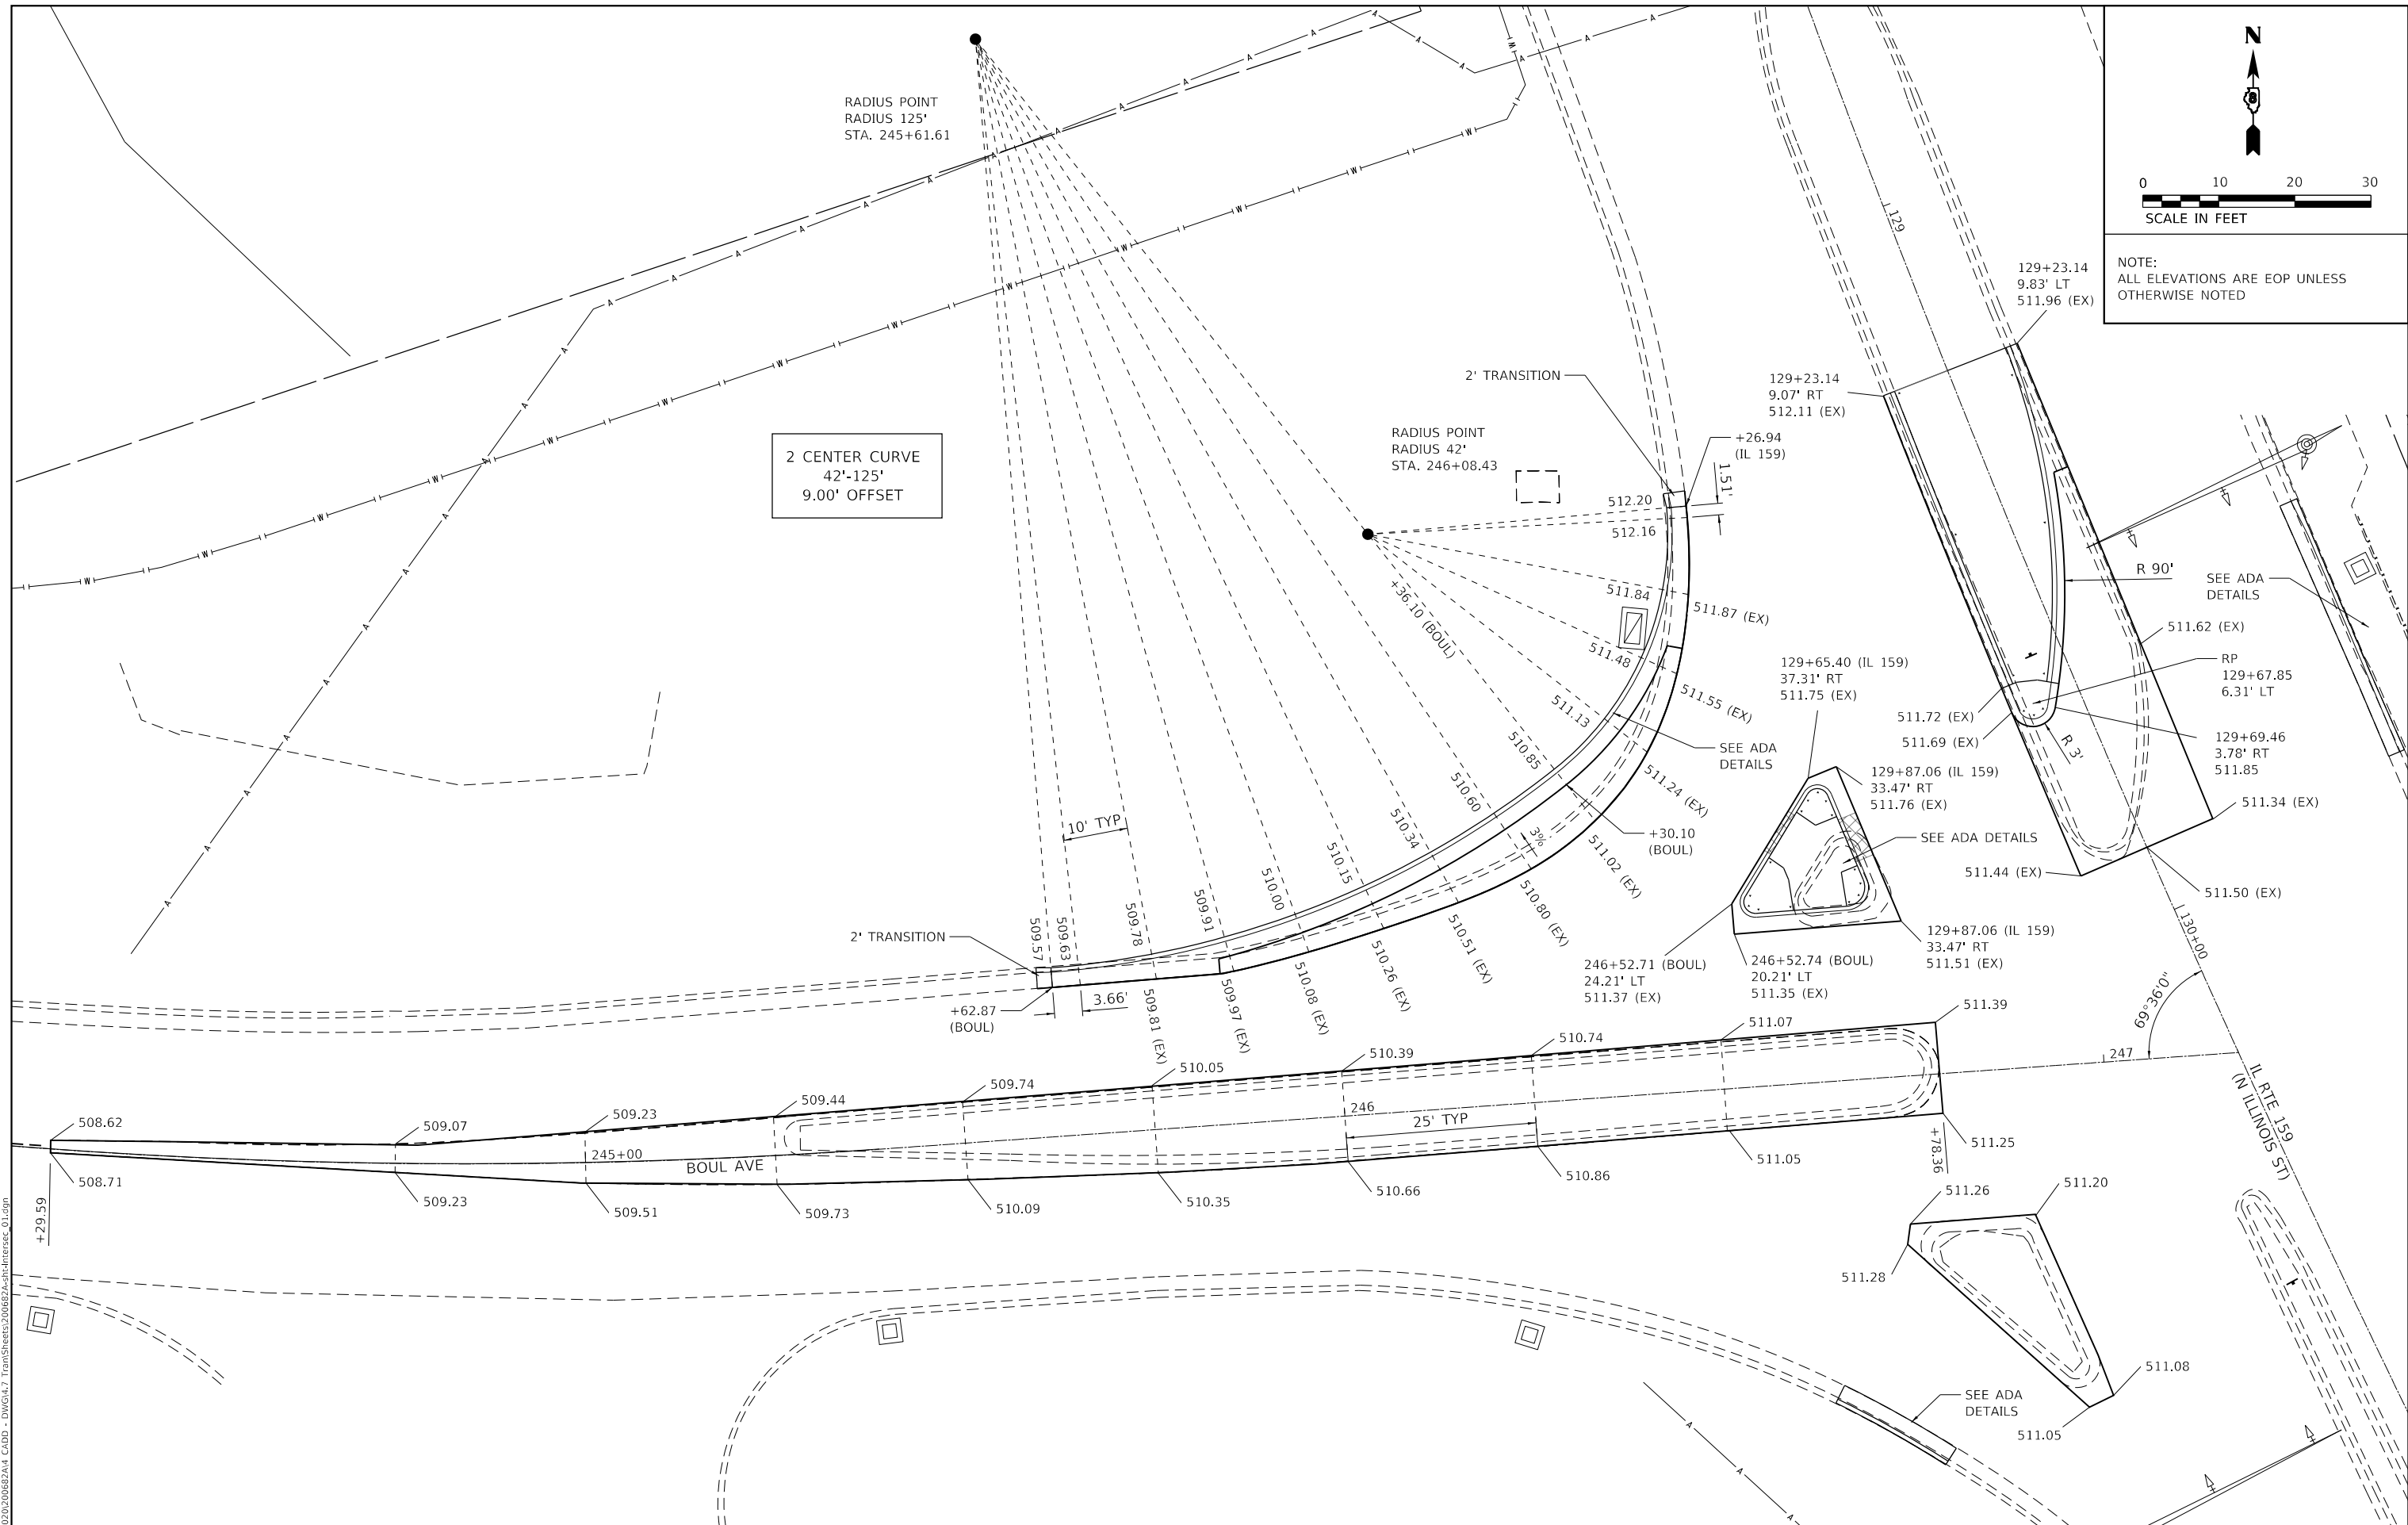 N
8
0 10 20 30
SCALE IN FEET
NOTE:
ALL ELEVATIONS ARE EOP UNLESS
OTHERWISE NOTED
RADIUS POINT
RADIUS 125'
STA. 245+61.61
2 CENTER CURVE
42'-125'
9.00' OFFSET
2' TRANSITION
RADIUS POINT
RADIUS 42'
STA. 246+08.43
+26.94
(IL 159)
1.51'
512.20
512.16
511.84
511.87 (EX)
511.48
511.55 (EX)
511.13
511.24 (EX)
+36.10 (BOUL)
510.85
511.02 (EX)
510.60
510.80 (EX)
510.34
510.51 (EX)
510.15
510.26 (EX)
510.00
510.08 (EX)
509.91
509.97 (EX)
509.78
509.81 (EX)
509.63
509.57
10' TYP
3%
SEE ADA
DETAILS
+30.10
(BOUL)
2' TRANSITION
+62.87
(BOUL)
3.66'
129
129+23.14
9.83' LT
511.96 (EX)
129+23.14
9.07' RT
512.11 (EX)
R 90'
SEE ADA
DETAILS
511.62 (EX)
RP
129+67.85
6.31' LT
511.72 (EX)
511.69 (EX)
R 3'
129+69.46
3.78' RT
511.85
511.34 (EX)
511.44 (EX)
511.50 (EX)
129+65.40 (IL 159)
37.31' RT
511.75 (EX)
129+87.06 (IL 159)
33.47' RT
511.76 (EX)
SEE ADA DETAILS
129+87.06 (IL 159)
33.47' RT
511.51 (EX)
246+52.71 (BOUL)
24.21' LT
511.37 (EX)
246+52.74 (BOUL)
20.21' LT
511.35 (EX)
130+00
69°36'0"
247
IL RTE 159
(N ILLINOIS ST)
508.62
509.07
509.23
509.44
509.74
510.05
510.39
510.74
511.07
511.39
245+00
BOUL AVE
246
25' TYP
+29.59
508.71
509.23
509.51
509.73
510.09
510.35
510.66
510.86
511.05
511.25
+78.36
511.26
511.20
511.28
511.08
511.05
SEE ADA
DETAILS
W W W W W W W W W W W W
A A A A A A A A A A A A A A A A A A A A A A A A